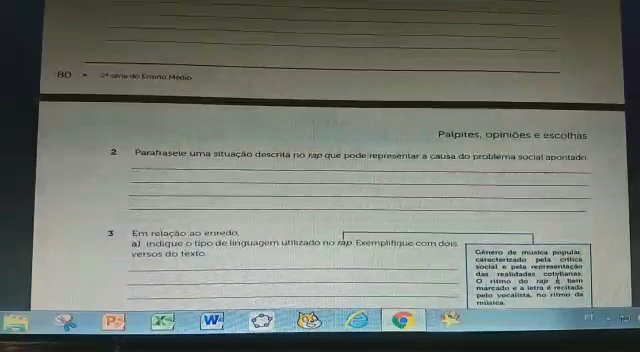 80 • 2ª série do Ensino Médio
Palpites, opiniões e escolhas
2 Parafraseie uma situação descrita no rap que pode representar a causa do problema social apontado.
3 Em relação ao enredo,
a) indique o tipo de linguagem utilizado no rap. Exemplifique com dois
versos do texto.
Gênero de música popular,
caracterizado pela crítica
social e pela representação
das realidades cotidianas.
O ritmo do rap é bem
marcado e a letra é recitada
pelo vocalista, no ritmo da
música.
PT